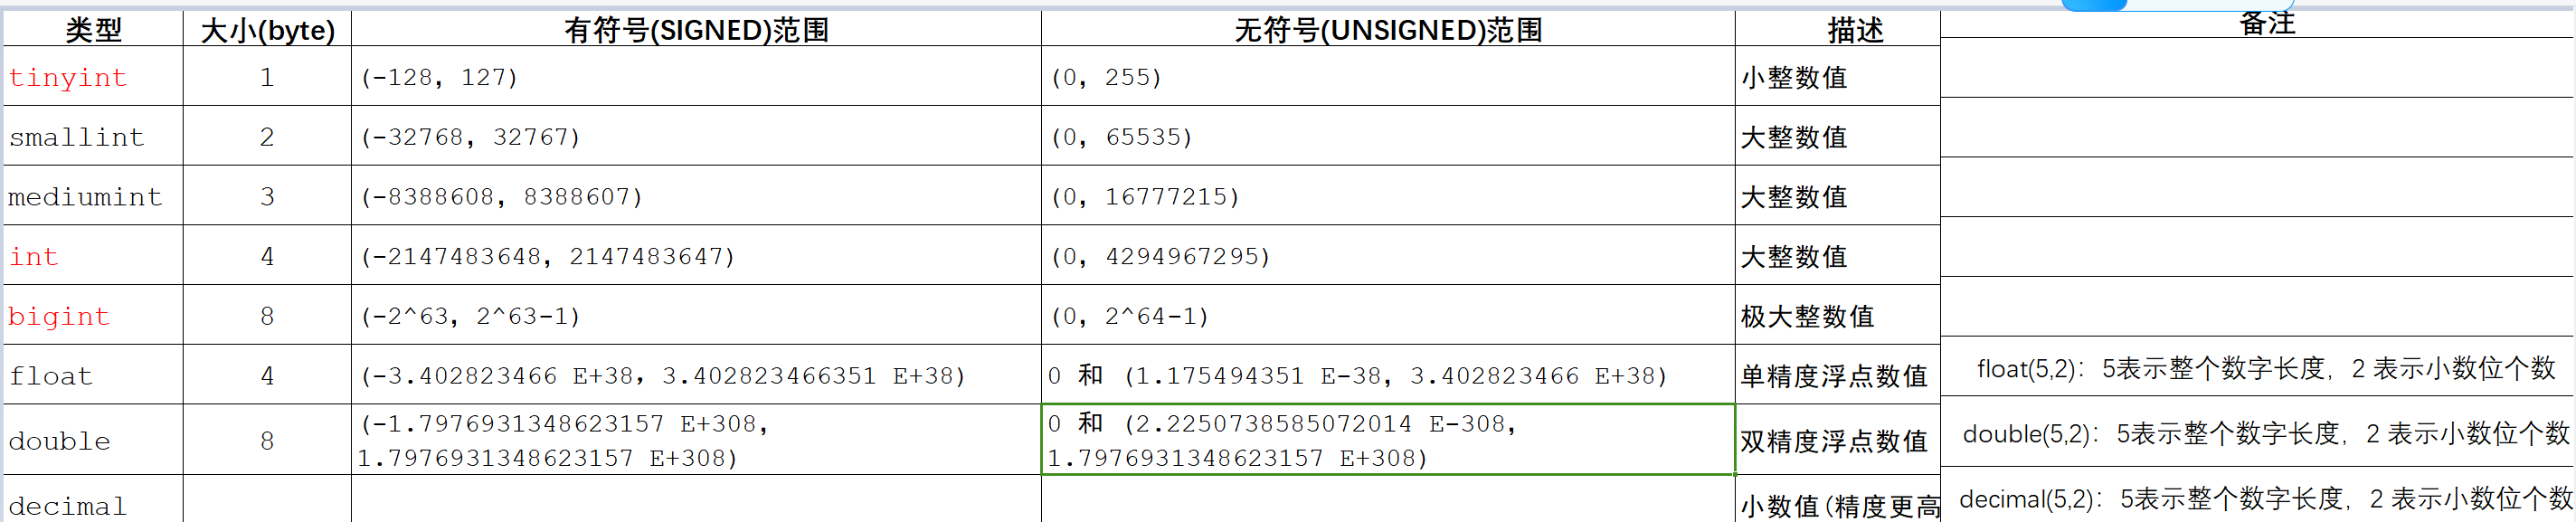 类型 大小(byte) 有符号(SIGNED)范围 无符号(UNSIGNED)范围 描述 备注
tinyint 1 (-128, 127) (0, 255) 小整数值
smallint 2 (-32768, 32767) (0, 65535) 大整数值
mediumint 3 (-8388608, 8388607) (0, 16777215) 大整数值
int 4 (-2147483648, 2147483647) (0, 4294967295) 大整数值
bigint 8 (-2^63, 2^63-1) (0, 2^64-1) 极大整数值
float 4 (-3.402823466 E+38, 3.402823466351 E+38) 0 和 (1.175494351 E-38, 3.402823466 E+38) 单精度浮点数值 float(5,2)：5表示整个数字长度，2 表示小数位个数
double 8 (-1.7976931348623157 E+308,
1.7976931348623157 E+308) 0 和 (2.2250738585072014 E-308,
1.7976931348623157 E+308) 双精度浮点数值 double(5,2)：5表示整个数字长度，2 表示小数位个数
decimal 小数值(精度更高 decimal(5,2)：5表示整个数字长度，2 表示小数位个数